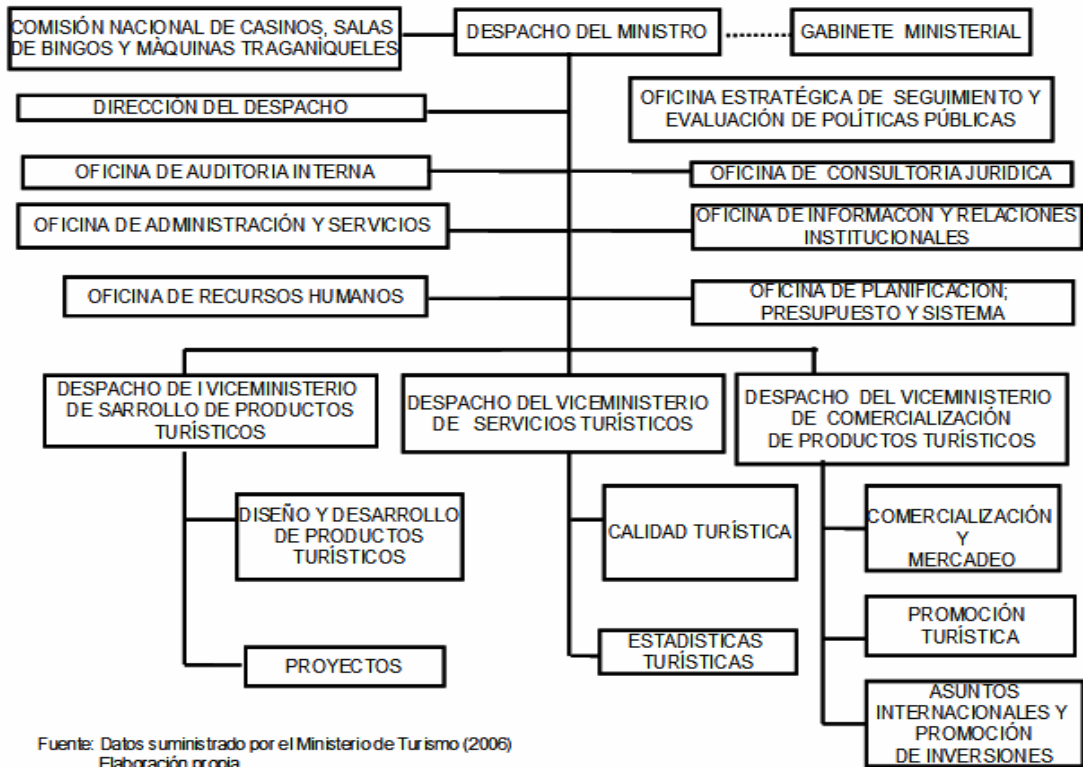 COMISIÓN NACIONAL DE CASINOS, SALAS
DE BINGOS Y MÀQUINAS TRAGANÍQUELES
DESPACHO DEL MINISTRO
GABINETE MINISTERIAL
DIRECCIÓN DEL DESPACHO
OFICINA ESTRATÉGICA DE SEGUIMIENTO Y
EVALUACIÓN DE POLÍTICAS PÚBLICAS
OFICINA DE AUDITORIA INTERNA
OFICINA DE CONSULTORIA JURIDICA
OFICINA DE ADMINISTRACIÓN Y SERVICIOS
OFICINA DE INFORMACON Y RELACIONES
INSTITUCIONALES
OFICINA DE RECURSOS HUMANOS
OFICINA DE PLANIFICACION;
PRESUPUESTO Y SISTEMA
DESPACHO DE I VICEMINISTERIO
DE SARROLLO DE PRODUCTOS
TURÍSTICOS
DESPACHO DEL VICEMINISTERIO
DE SERVICIOS TURÍSTICOS
DESPACHO DEL VICEMINISTERIO
DE COMERCIALIZACIÓN
DE PRODUCTOS TURÍSTICOS
DISEÑO Y DESARROLLO
DE PRODUCTOS
TURÍSTICOS
CALIDAD TURÍSTICA
COMERCIALIZACIÓN
Y
MERCADEO
PROYECTOS
ESTADISTICAS
TURÍSTICAS
PROMOCIÓN
TURÍSTICA
ASUNTOS
INTERNACIONALES Y
PROMOCIÓN
DE INVERSIONES
Fuente: Datos suministrado por el Ministerio de Turismo (2006)
Elaboración propia